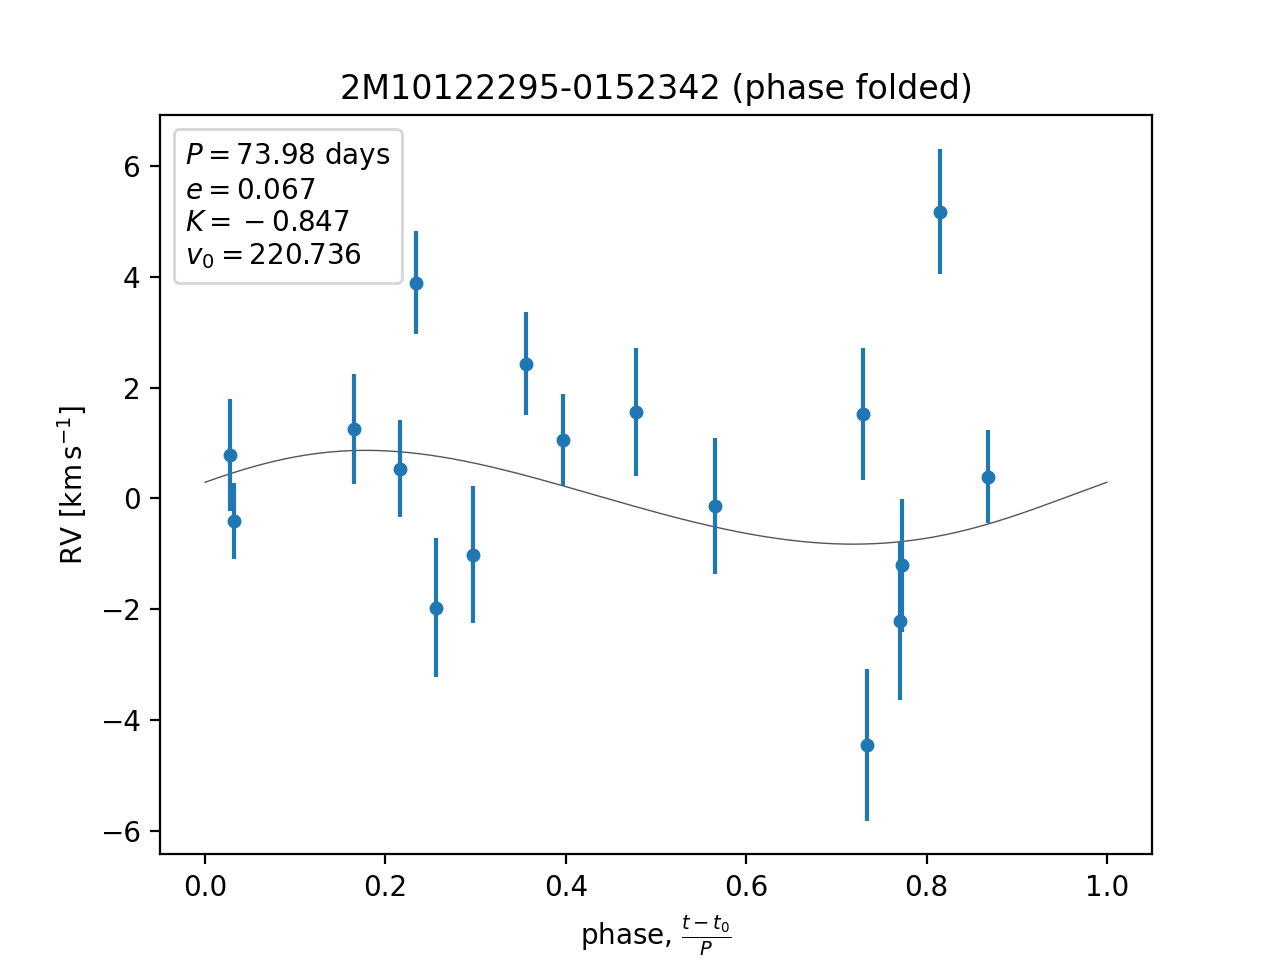 2M10122295-0152342 (phase folded)
P = 73.98 days
e = 0.067
K = −0.847
v₀ = 220.736
6
4
2
0
−2
−4
−6
RV [km s⁻¹]
0.0 0.2 0.4 0.6 0.8 1.0
phase, (t − t₀)/P